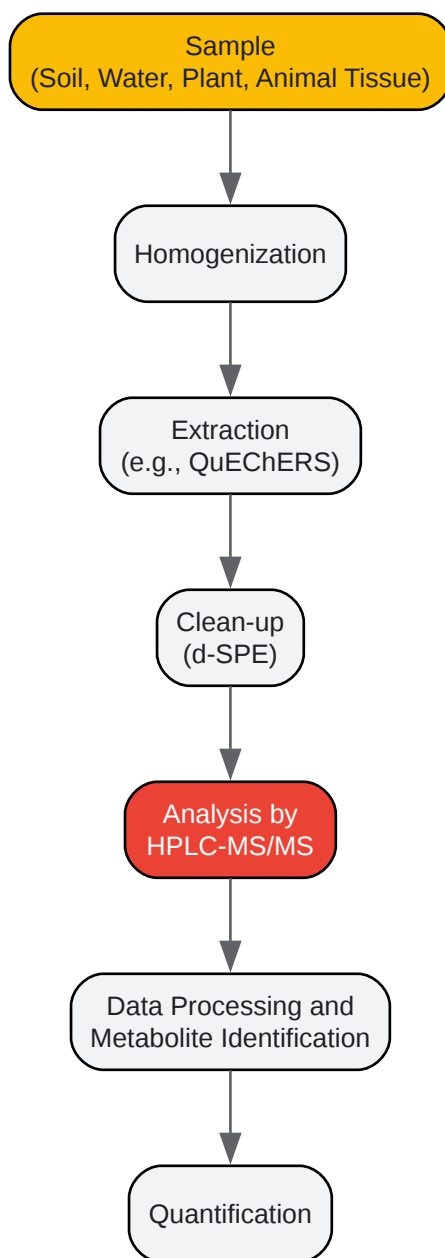 Sample
(Soil, Water, Plant, Animal Tissue)
Homogenization
Extraction
(e.g., QuEChERS)
Clean-up
(d-SPE)
Analysis by
HPLC-MS/MS
Data Processing and
Metabolite Identification
Quantification